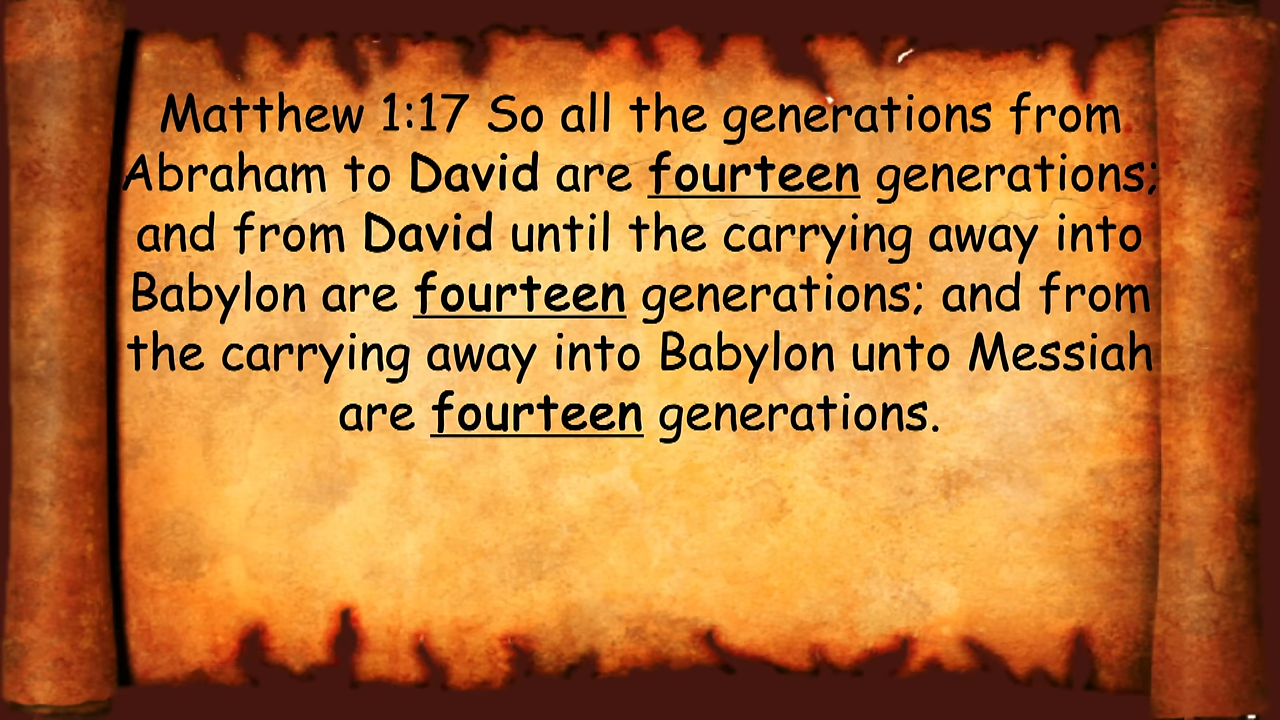 Matthew 1:17 So all the generations from
Abraham to David are fourteen generations;
and from David until the carrying away into
Babylon are fourteen generations; and from
the carrying away into Babylon unto Messiah
are fourteen generations.